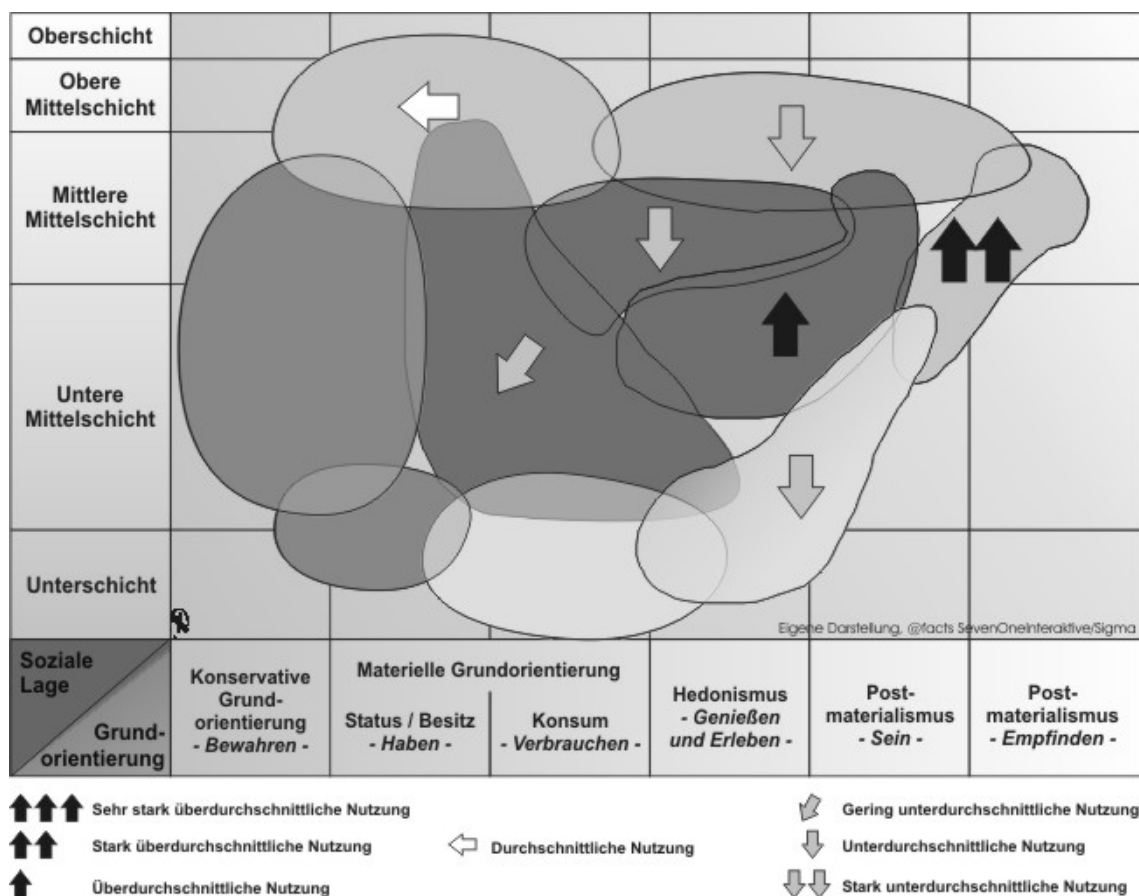 Oberschicht
Obere
Mittelschicht
Mittlere
Mittelschicht
Untere
Mittelschicht
Unterschicht
Eigene Darstellung, @facts SevenOneInteraktive/Sigma
Soziale
Lage
Grund-
orientierung
Konservative
Grund-
orientierung
- Bewahren -
Materielle Grundorientierung
Status / Besitz
- Haben -
Konsum
- Verbrauchen -
Hedonismus
- Genießen
und Erleben -
Post-
materialismus
- Sein -
Post-
materialismus
- Empfinden -
Sehr stark überdurchschnittliche Nutzung
Stark überdurchschnittliche Nutzung
Überdurchschnittliche Nutzung
Durchschnittliche Nutzung
Gering unterdurchschnittliche Nutzung
Unterdurchschnittliche Nutzung
Stark unterdurchschnittliche Nutzung